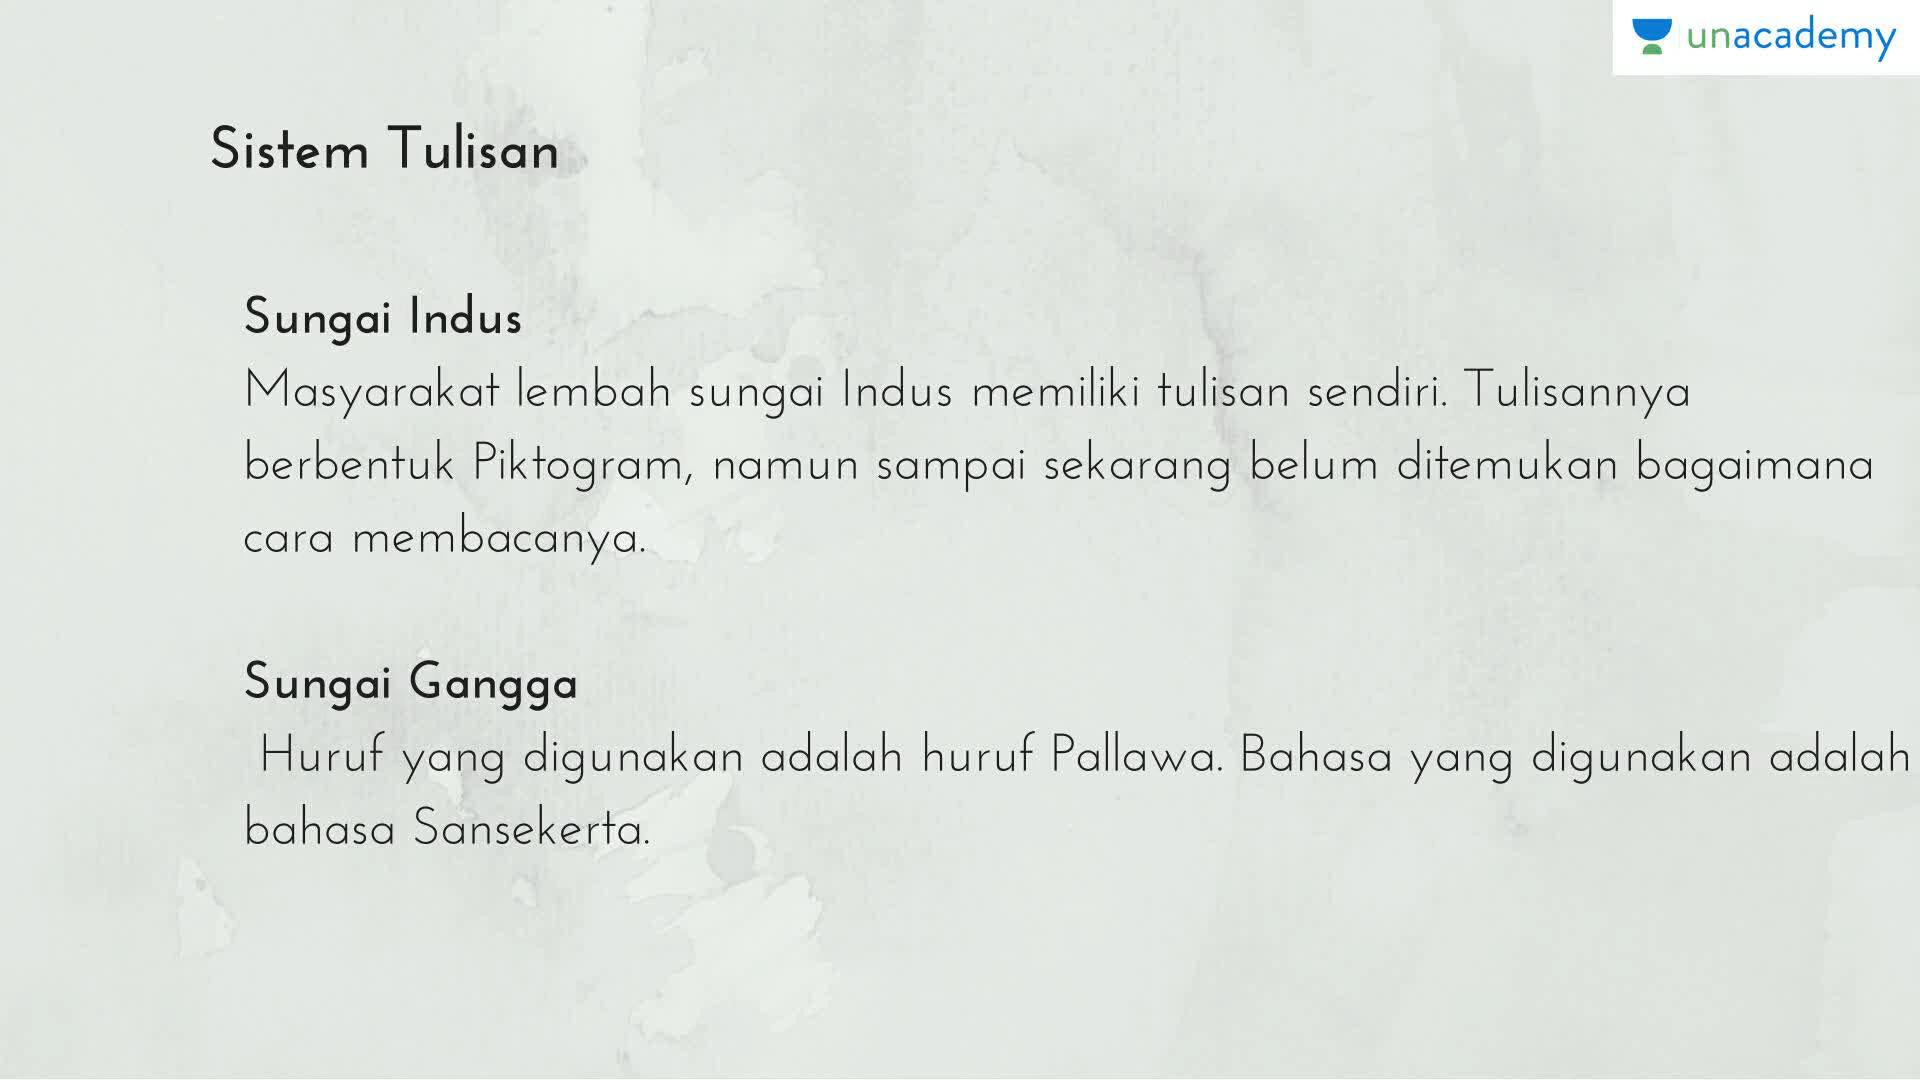 unacademy
Sistem Tulisan
Sungai Indus
Masyarakat lembah sungai Indus memiliki tulisan sendiri. Tulisannya
berbentuk Piktogram, namun sampai sekarang belum ditemukan bagaimana
cara membacanya.
Sungai Gangga
Huruf yang digunakan adalah huruf Pallawa. Bahasa yang digunakan adalah
bahasa Sansekerta.